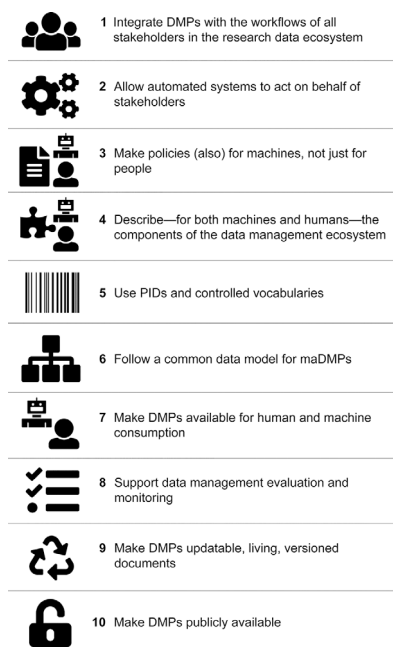 1 Integrate DMPs with the workflows of all
stakeholders in the research data ecosystem
2 Allow automated systems to act on behalf of
stakeholders
3 Make policies (also) for machines, not just for
people
4 Describe—for both machines and humans—the
components of the data management ecosystem
5 Use PIDs and controlled vocabularies
6 Follow a common data model for maDMPs
7 Make DMPs available for human and machine
consumption
8 Support data management evaluation and
monitoring
9 Make DMPs updatable, living, versioned
documents
10 Make DMPs publicly available